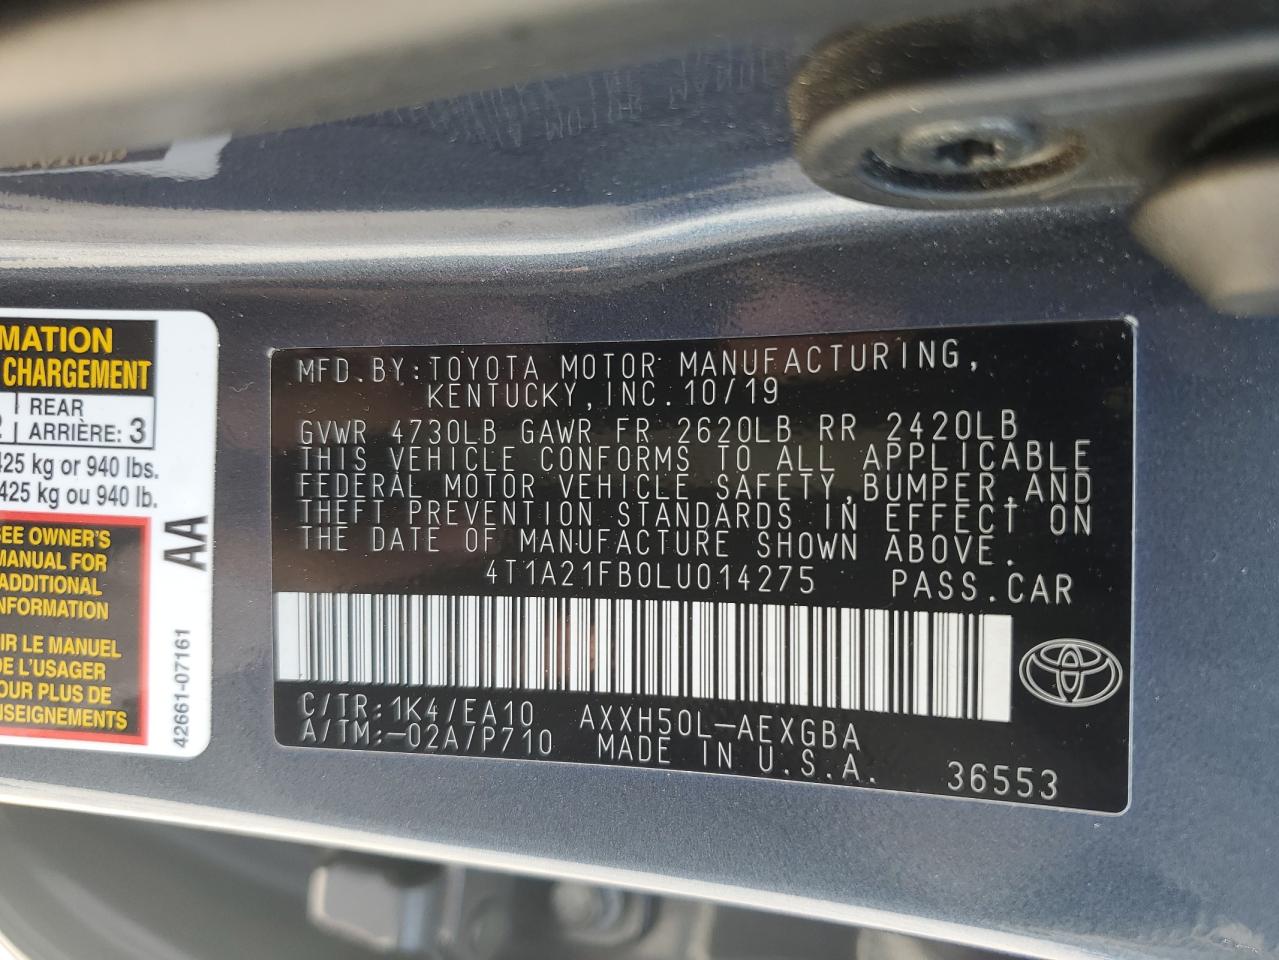 MATION
CHARGEMENT
REAR
ARRIÈRE: 3
425 kg or 940 lbs.
425 kg ou 940 lb.
SEE OWNER'S
MANUAL FOR
ADDITIONAL
INFORMATION
IR LE MANUEL
DE L'USAGER
POUR PLUS DE
NSEIGNEMENTS
AA
42661-07161
MFD.BY:TOYOTA MOTOR MANUFACTURING,
KENTUCKY,INC.10/19
GVWR 4730LB GAWR FR 2620LB RR 2420LB
THIS VEHICLE CONFORMS TO ALL APPLICABLE
FEDERAL MOTOR VEHICLE SAFETY,BUMPER,AND
THEFT PREVENTION STANDARDS IN EFFECT ON
THE DATE OF MANUFACTURE SHOWN ABOVE.
4T1A21FB0LU014275 PASS.CAR
C/TR:1K4/EA10 AXXH50L-AEXGBA
A/TM:-02A/P710 MADE IN U.S.A. 36553